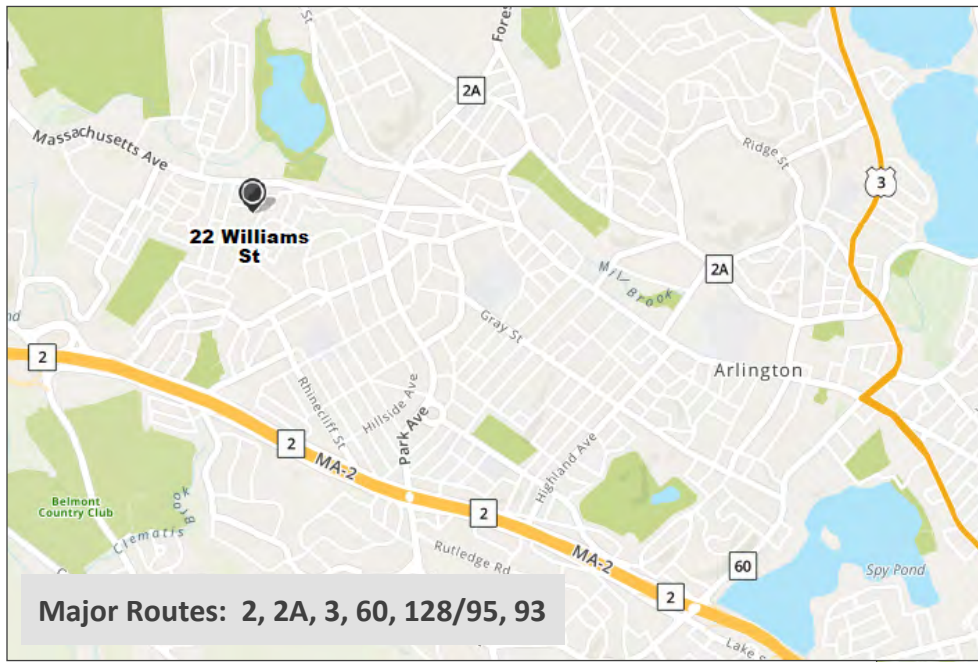 St
Fores
2A
Massachusetts Ave
Ridge St
3
22 Williams
St
2A
Mill Brook
nd
Gray St
2
Arlington
Rhinecliff St
Hillside Ave
Park Ave
2
MA-2
Highland Ave
Belmont
Country Club
Clematis
Brook
2
Rutledge Rd
MA-2
60
Spy Pond
2
Major Routes: 2, 2A, 3, 60, 128/95, 93
Lake S